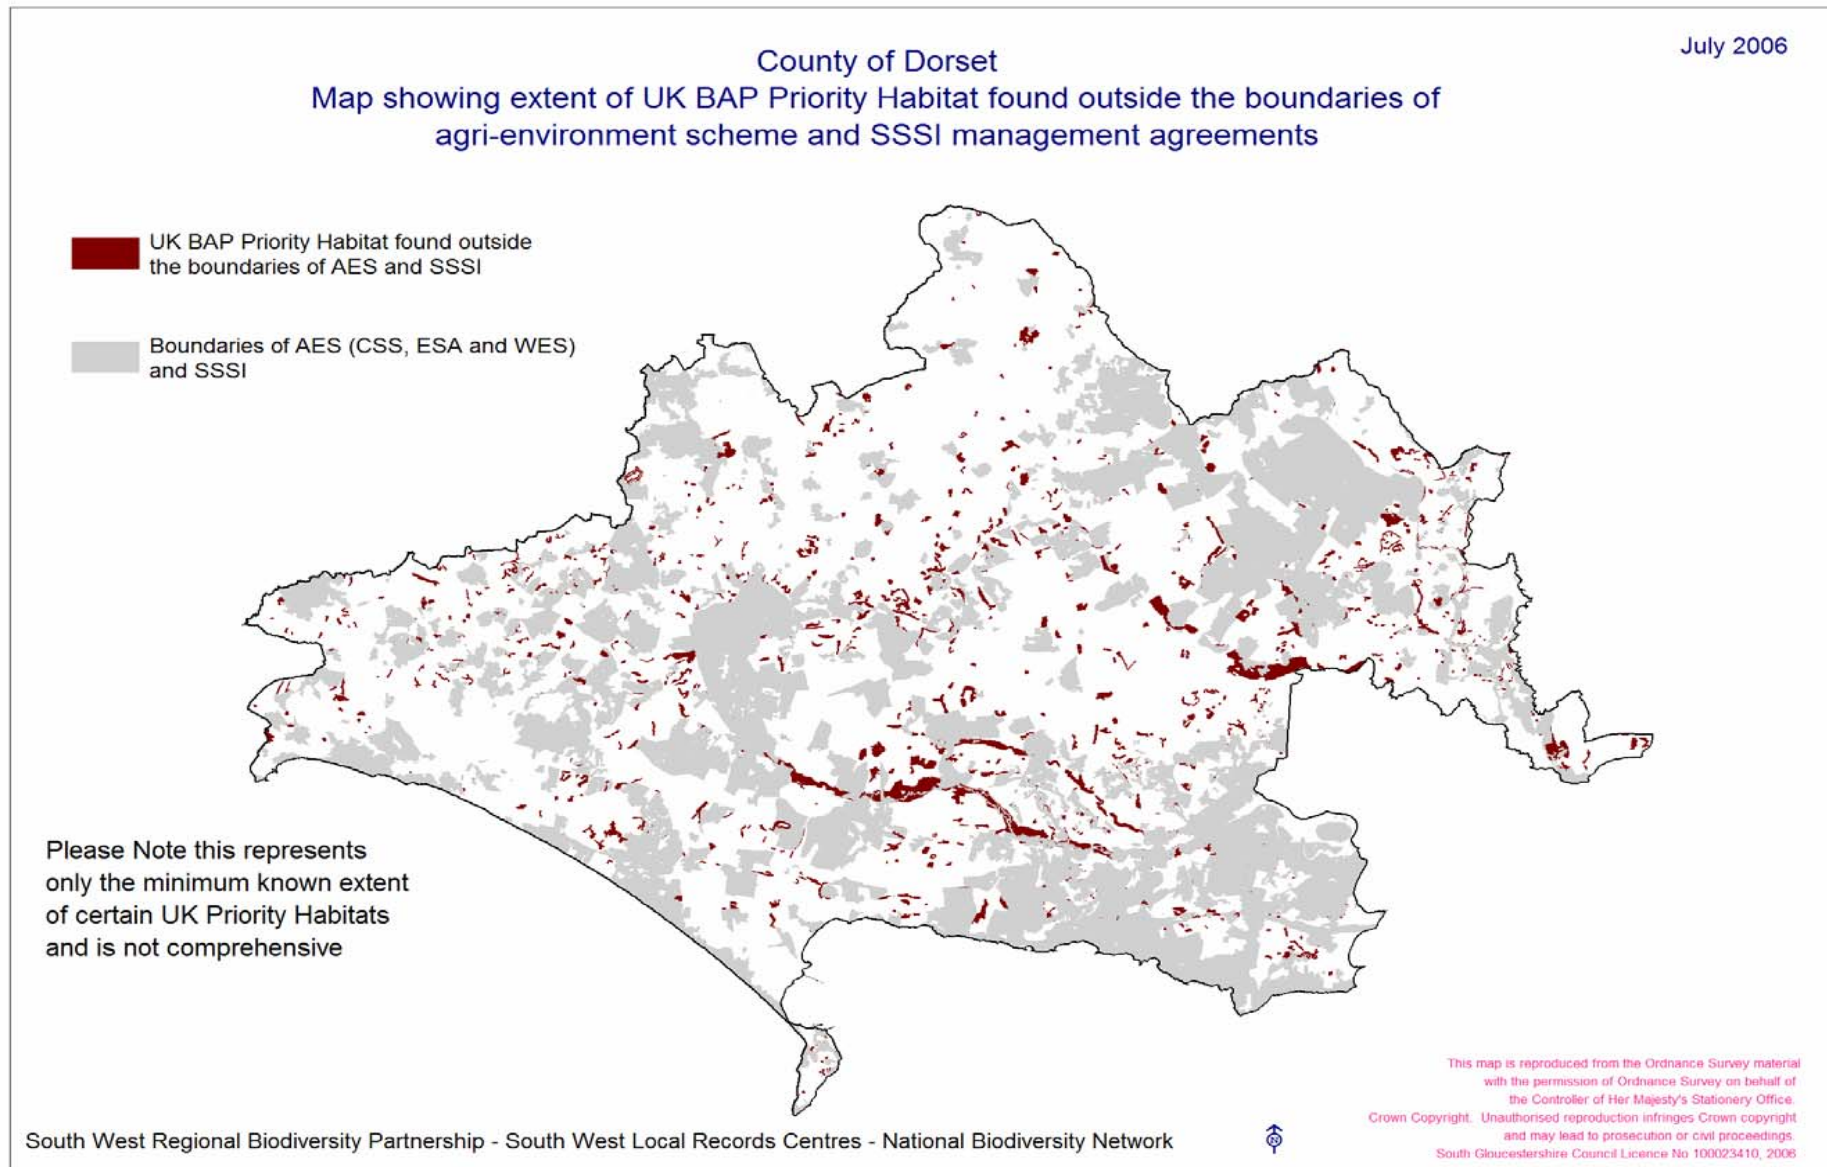 July 2006
County of Dorset
Map showing extent of UK BAP Priority Habitat found outside the boundaries of
agri-environment scheme and SSSI management agreements
UK BAP Priority Habitat found outside
the boundaries of AES and SSSI
Boundaries of AES (CSS, ESA and WES)
and SSSI
Please Note this represents
only the minimum known extent
of certain UK Priority Habitats
and is not comprehensive
This map is reproduced from the Ordnance Survey material
with the permission of Ordnance Survey on behalf of
the Controller of Her Majesty's Stationery Office.
Crown Copyright. Unauthorised reproduction infringes Crown copyright
and may lead to prosecution or civil proceedings.
South Gloucestershire Council Licence No 100023410, 2006
South West Regional Biodiversity Partnership - South West Local Records Centres - National Biodiversity Network
N